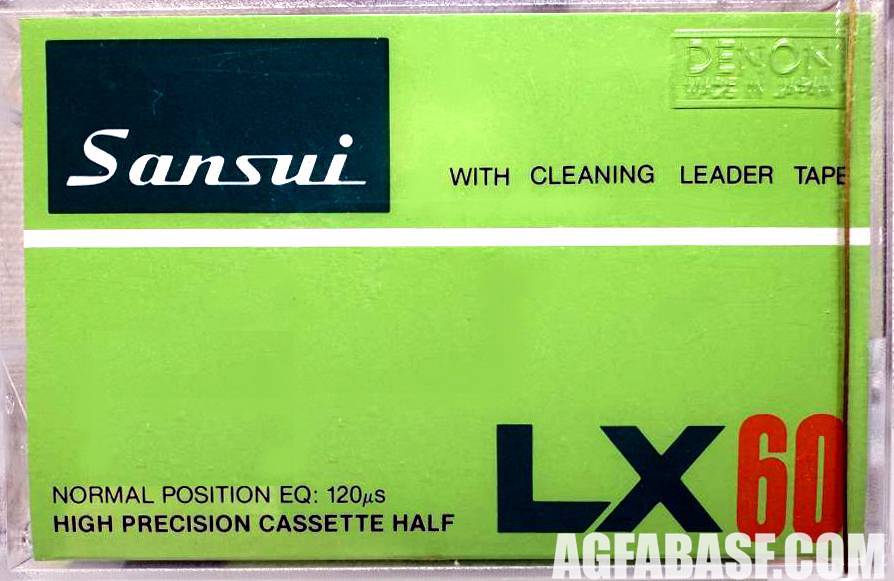 DENON
MADE IN JAPAN
Sansui
WITH CLEANING LEADER TAPE
LX60
NORMAL POSITION EQ: 120μs
HIGH PRECISION CASSETTE HALF
AGFABASF.COM